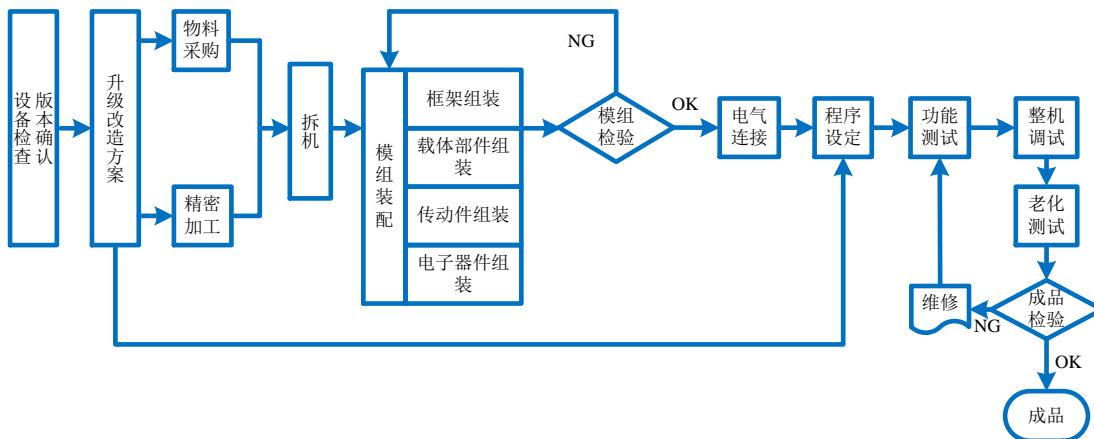 设备检查
版本确认
升级改造方案
物料
采购
精密
加工
拆机
模组装配
框架组装
载体部件组
装
传动件组装
电子器件组
装
NG
模组
检验
OK
电气
连接
程序
设定
功能
测试
整机
调试
老化
测试
成品
检验
NG
维修
OK
成品